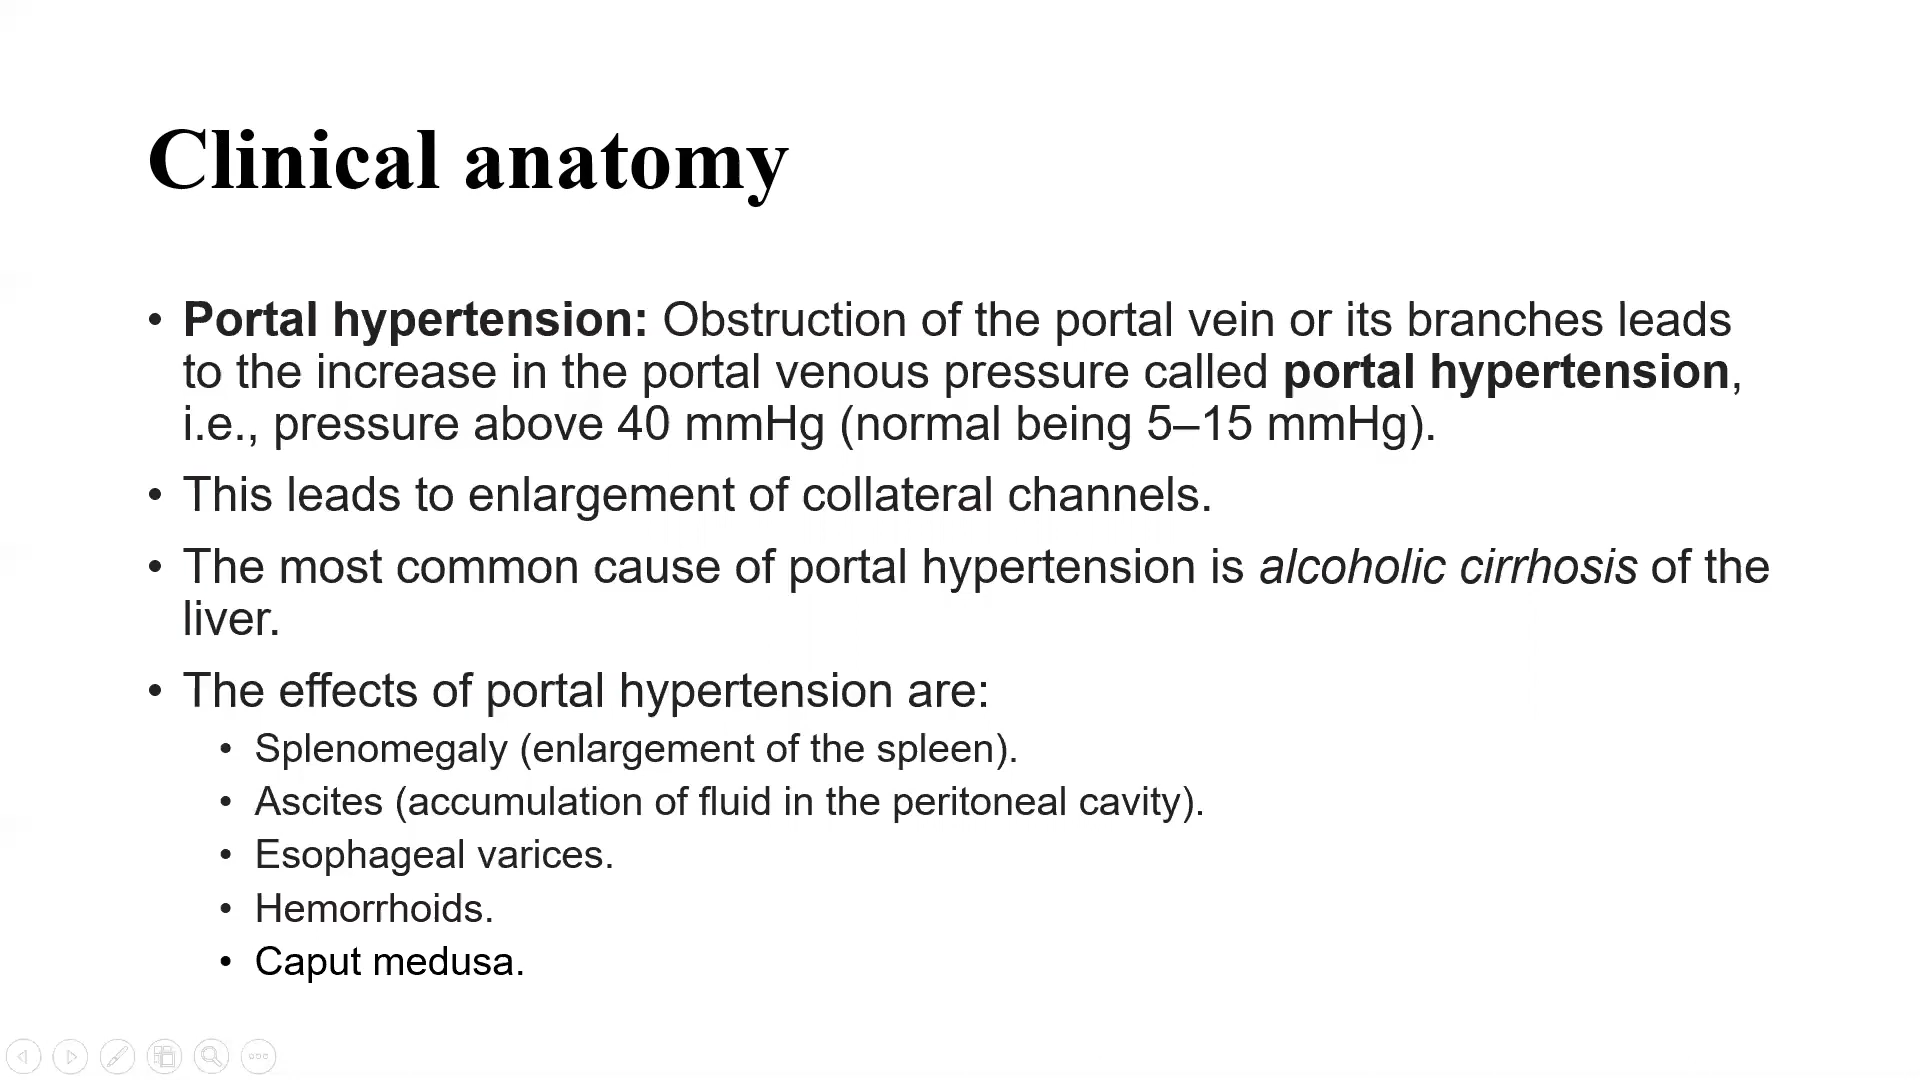 Clinical anatomy
• Portal hypertension: Obstruction of the portal vein or its branches leads
to the increase in the portal venous pressure called portal hypertension,
i.e., pressure above 40 mmHg (normal being 5–15 mmHg).
• This leads to enlargement of collateral channels.
• The most common cause of portal hypertension is alcoholic cirrhosis of the
liver.
• The effects of portal hypertension are:
• Splenomegaly (enlargement of the spleen).
• Ascites (accumulation of fluid in the peritoneal cavity).
• Esophageal varices.
• Hemorrhoids.
• Caput medusa.